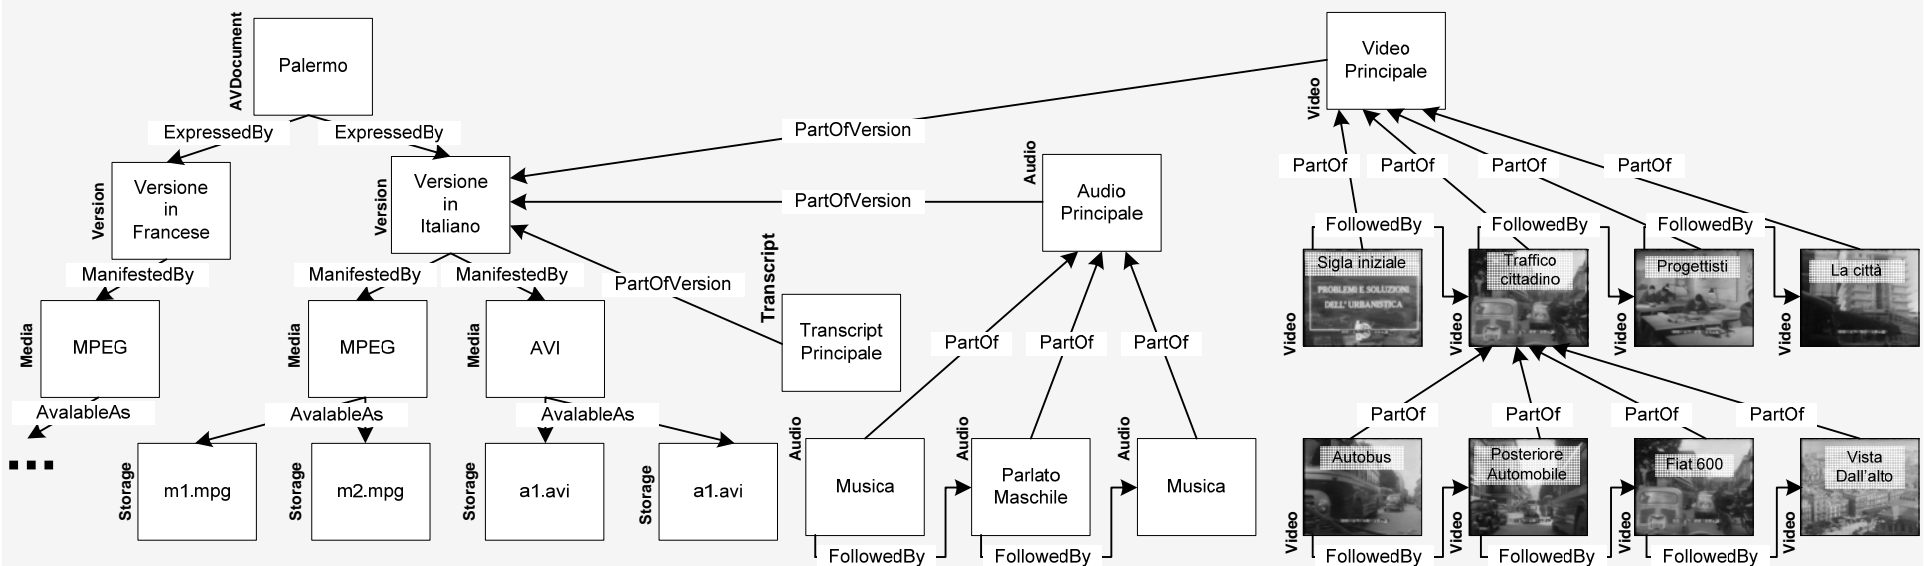 AVDocument
Palermo
ExpressedBy
ExpressedBy
Version
Versione
in
Francese
Version
Versione
in
Italiano
ManifestedBy
ManifestedBy
ManifestedBy
Media
MPEG
Media
MPEG
Media
AVI
AvalableAs
AvalableAs
AvalableAs
Storage
m1.mpg
Storage
m2.mpg
Storage
a1.avi
Storage
a1.avi
PartOfVersion
PartOfVersion
PartOfVersion
Transcript
Transcript
Principale
Audio
Audio
Principale
PartOf
PartOf
PartOf
Audio
Musica
Audio
Parlato
Maschile
Audio
Musica
FollowedBy
FollowedBy
Video
Video
Principale
PartOf
PartOf
PartOf
PartOf
FollowedBy
FollowedBy
FollowedBy
Video
Sigla iniziale
PROBLEMI E SOLUZIONI
DELL' URBANISTICA
Video
Traffico
cittadino
Video
Progettisti
Video
La città
PartOf
PartOf
PartOf
PartOf
Video
Autobus
Video
Posteriore
Automobile
Video
Fiat 600
Video
Vista
Dall'alto
FollowedBy
FollowedBy
FollowedBy